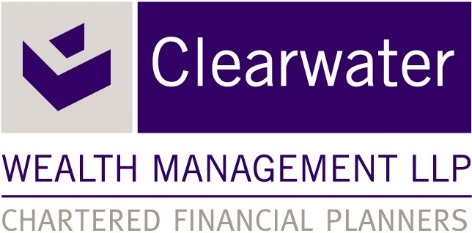 Clearwater
WEALTH MANAGEMENT LLP
CHARTERED FINANCIAL PLANNERS